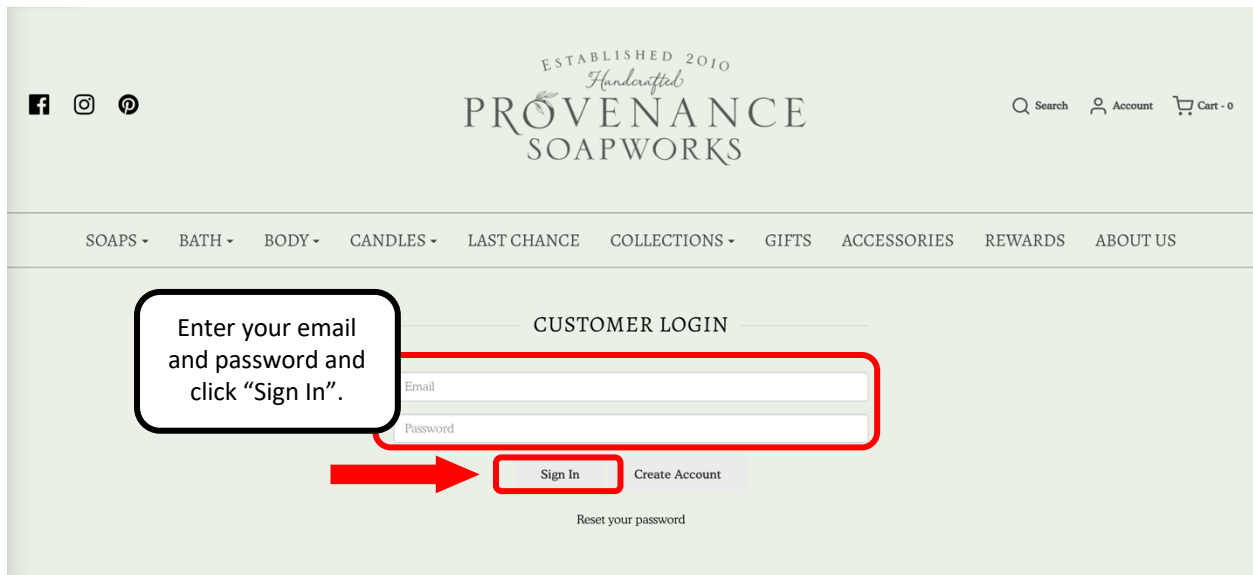 ESTABLISHED 2010
Handcrafted
PROVENANCE
SOAPWORKS
Search Account Cart - 0
SOAPS BATH BODY CANDLES LAST CHANCE COLLECTIONS GIFTS ACCESSORIES REWARDS ABOUT US
Enter your email
and password and
click “Sign In”.
CUSTOMER LOGIN
Email
Password
Sign In Create Account
Reset your password